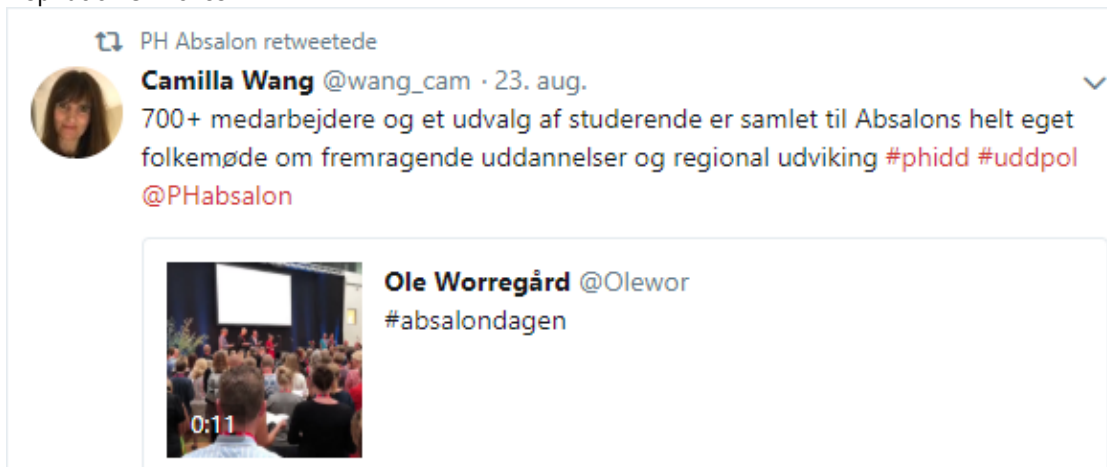 PH Absalon retweetede
Camilla Wang @wang_cam · 23. aug.
700+ medarbejdere og et udvalg af studerende er samlet til Absalons helt eget
folkemøde om fremragende uddannelser og regional udviking #phidd #uddpol
@PHabsalon
Ole Worregård @Olewor
#absalondagen
0:11